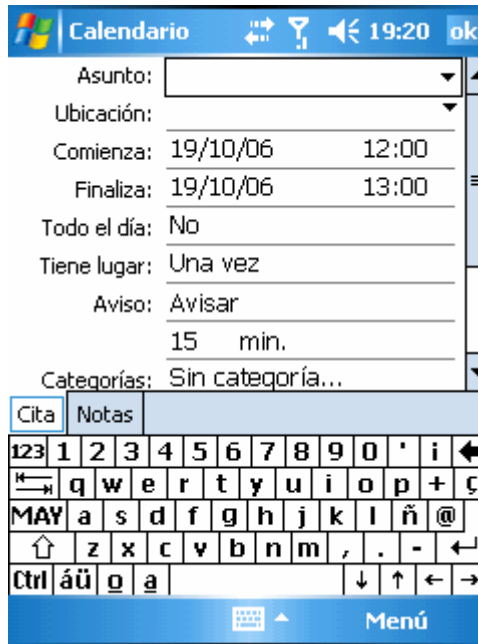 Calendario 19:20 ok
Asunto:
Ubicación:
Comienza: 19/10/06 12:00
Finaliza: 19/10/06 13:00
Todo el día: No
Tiene lugar: Una vez
Aviso: Avisar
15 min.
Categorías: Sin categoría...
Cita Notas
123 1 2 3 4 5 6 7 8 9 0 ' i
q w e r t y u i o p + ç
MAY a s d f g h j k l ñ @
z x c v b n m , . -
Ctrl áü o a ↓ ↑ ← →
Menú